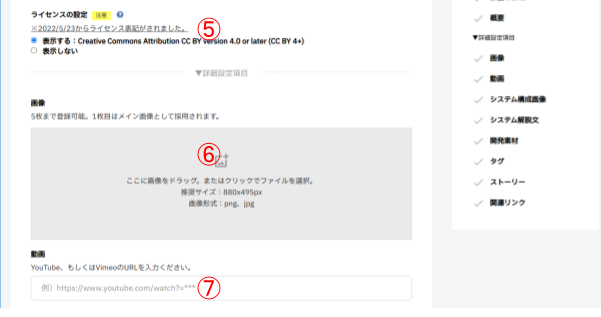 ライセンスの設定 注意 ?
※2022/5/23からライセンス表記がされました。
⑤
表示する：Creative Commons Attribution CC BY version 4.0 or later (CC BY 4+)
表示しない
▼詳細設定項目
画像
5枚まで登録可能。1枚目はメイン画像として採用されます。
⑥
ここに画像をドラッグ。またはクリックでファイルを選択。
推奨サイズ：880x495px
画像形式：png、jpg
動画
YouTube、もしくはVimeoのURLを入力ください。
例）https://www.youtube.com/watch?=***
⑦
概要
▼詳細設定項目
画像
動画
システム構成画像
システム解説文
開発素材
タグ
ストーリー
関連リンク